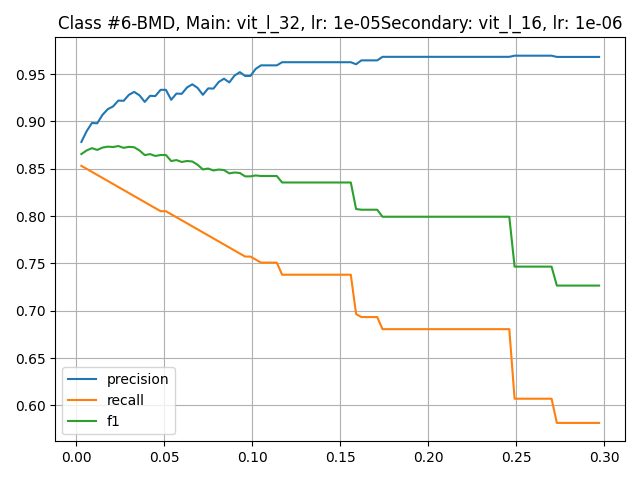 Class #6-BMD, Main: vit_l_32, lr: 1e-05Secondary: vit_l_16, lr: 1e-06
0.95
0.90
0.85
0.80
0.75
0.70
0.65
0.60
precision
recall
f1
0.00 0.05 0.10 0.15 0.20 0.25 0.30